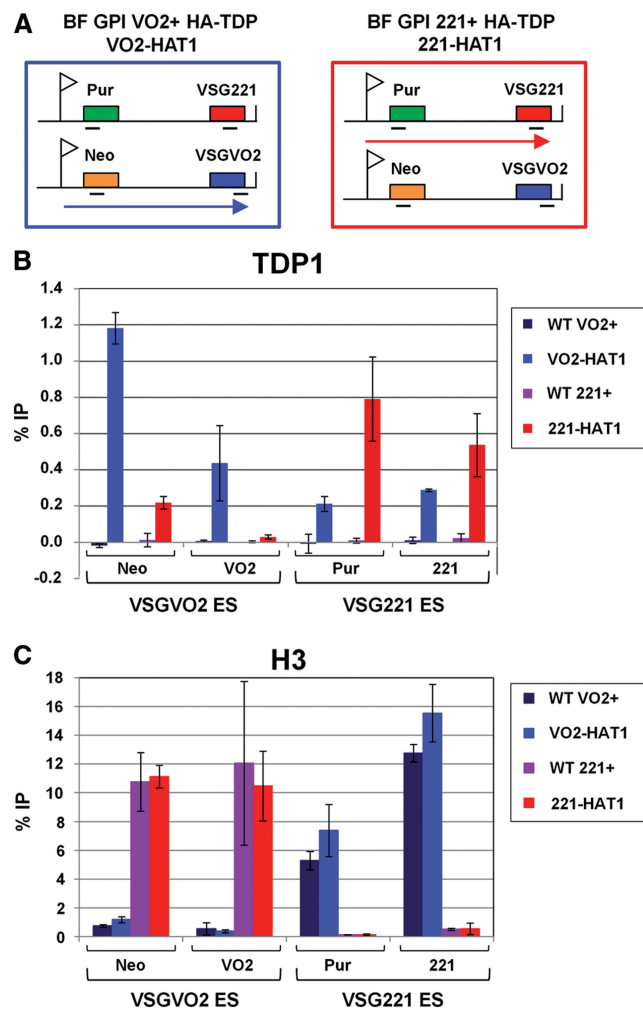 A
BF GPI VO2+ HA-TDP
VO2-HAT1
BF GPI 221+ HA-TDP
221-HAT1
Pur
VSG221
Neo
VSGVO2
Pur
VSG221
Neo
VSGVO2
B
TDP1
% IP
1.4
1.2
1.0
0.8
0.6
0.4
0.2
0.0
-0.2
Neo
VO2
Pur
221
VSGVO2 ES
VSG221 ES
WT VO2+
VO2-HAT1
WT 221+
221-HAT1
C
H3
% IP
18
16
14
12
10
8
6
4
2
0
Neo
VO2
Pur
221
VSGVO2 ES
VSG221 ES
WT VO2+
VO2-HAT1
WT 221+
221-HAT1